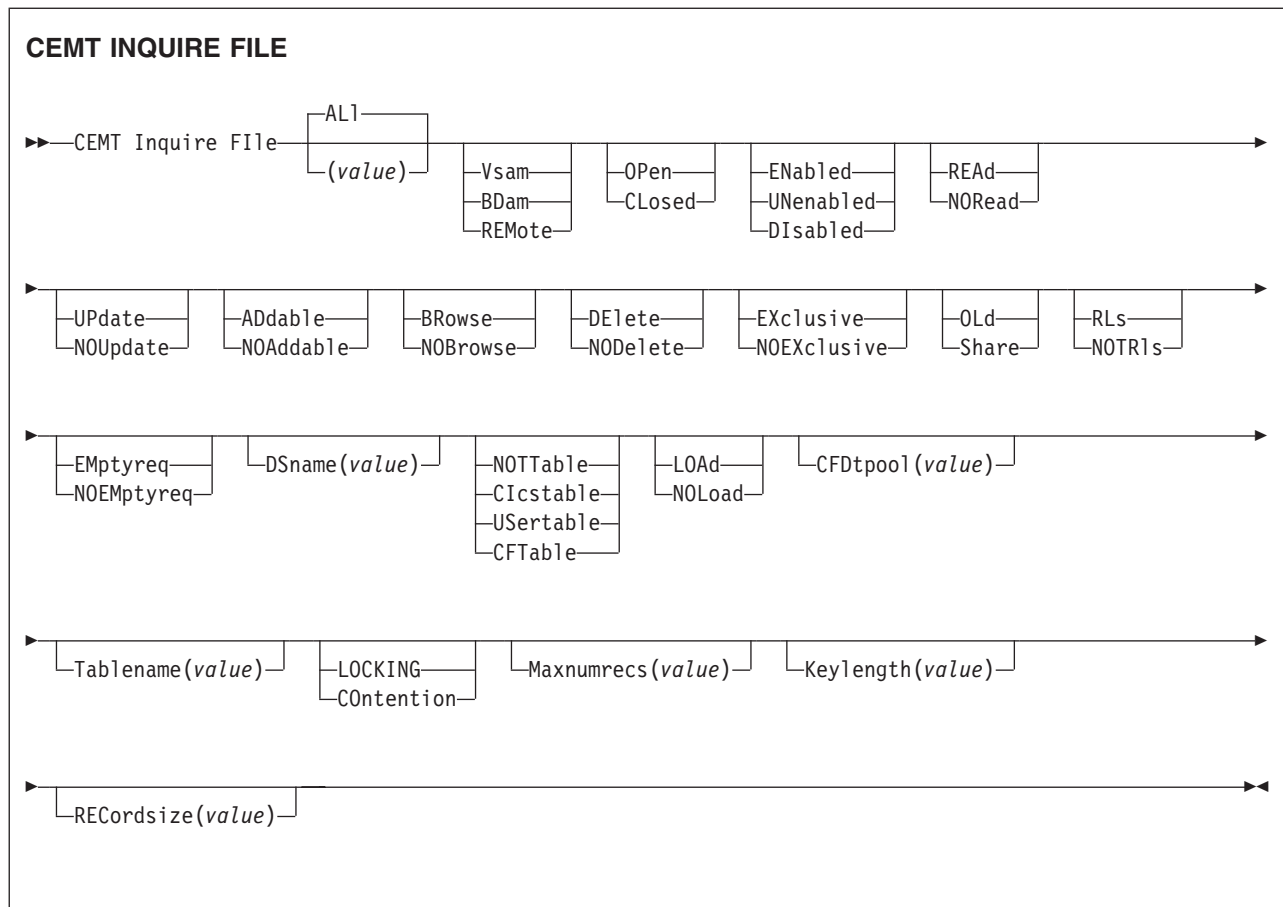 CEMT INQUIRE FILE
ALl
CEMT Inquire FIle
(value)
Vsam
BDam
REMote
OPen
CLosed
ENabled
UNenabled
DIsabled
REAd
NORead
UPdate
NOUpdate
ADdable
NOAddable
BRowse
NOBrowse
DElete
NODelete
EXclusive
NOEXclusive
OLd
Share
RLs
NOTRls
EMptyreq
NOEMptyreq
DSname(value)
NOTTable
CIcstable
USertable
CFTable
LOAd
NOLoad
CFDtpool(value)
Tablename(value)
LOCKING
COntention
Maxnumrecs(value)
Keylength(value)
RECordsize(value)